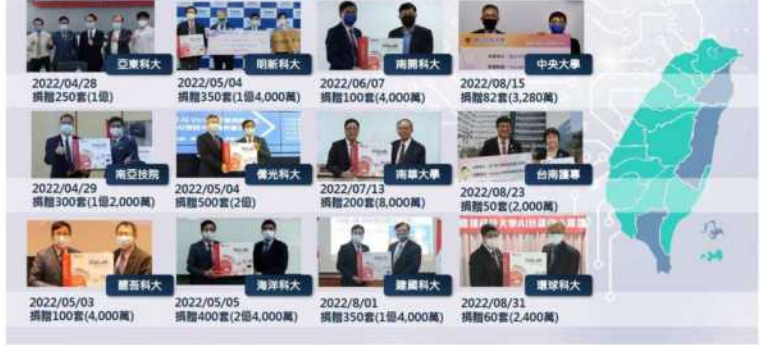 亞東科大
2022/04/28
捐贈250套(1億)
明新科大
2022/05/04
捐贈350套(1億4,000萬)
南開科大
2022/06/07
捐贈100套(4,000萬)
中央大學
2022/08/15
捐贈82套(3,280萬)
南亞技院
2022/04/29
捐贈300套(1億2,000萬)
僑光科大
2022/05/04
捐贈500套(2億)
南華大學
2022/07/13
捐贈200套(8,000萬)
台南護專
2022/08/23
捐贈50套(2,000萬)
醒吾科大
2022/05/03
捐贈100套(4,000萬)
海洋科大
2022/05/05
捐贈400套(2億4,000萬)
建國科大
2022/8/01
捐贈350套(1億4,000萬)
環球科大
2022/08/31
捐贈60套(2,400萬)